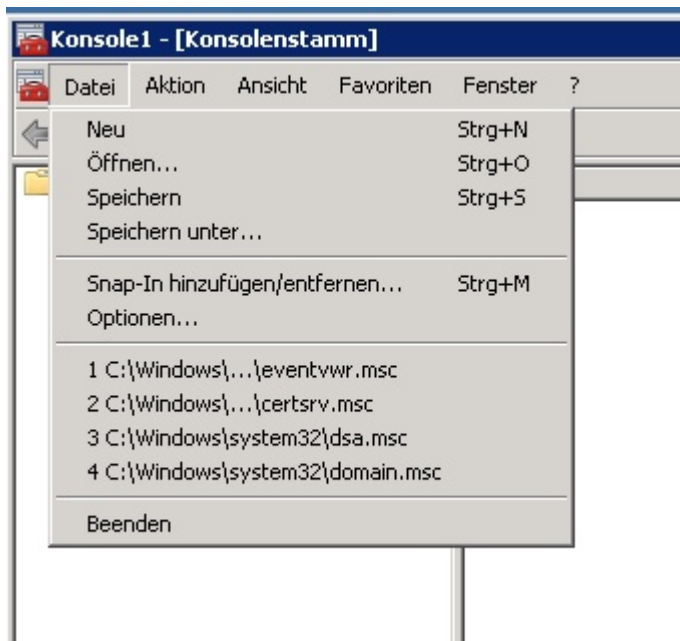 Konsole1 - [Konsolenstamm]
Datei Aktion Ansicht Favoriten Fenster ?
Neu Strg+N
Öffnen... Strg+O
Speichern Strg+S
Speichern unter...
Snap-In hinzufügen/entfernen... Strg+M
Optionen...
1 C:\Windows\...\eventvwr.msc
2 C:\Windows\...\certsrv.msc
3 C:\Windows\system32\dsa.msc
4 C:\Windows\system32\domain.msc
Beenden